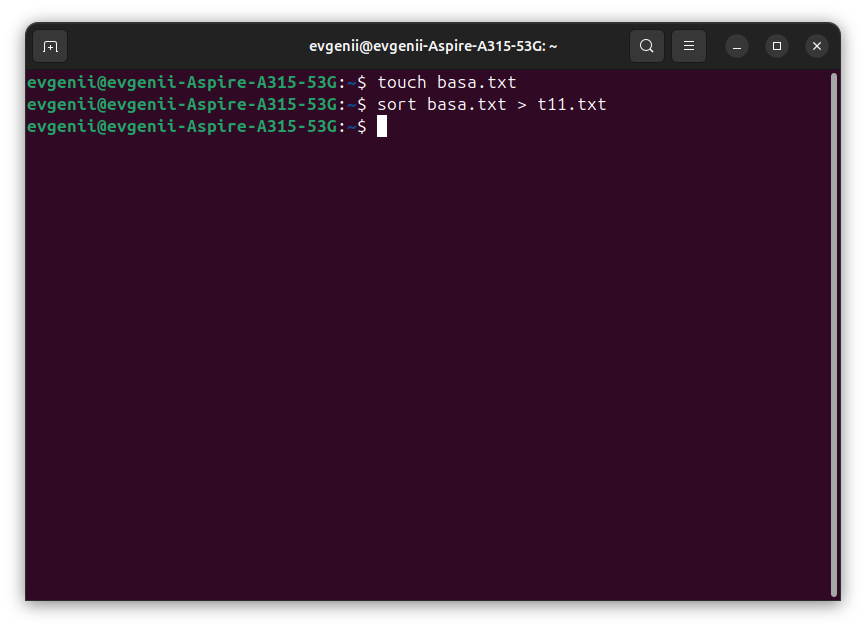 evgenii@evgenii-Aspire-A315-53G: ~
evgenii@evgenii-Aspire-A315-53G:~$ touch basa.txt
evgenii@evgenii-Aspire-A315-53G:~$ sort basa.txt > t11.txt
evgenii@evgenii-Aspire-A315-53G:~$